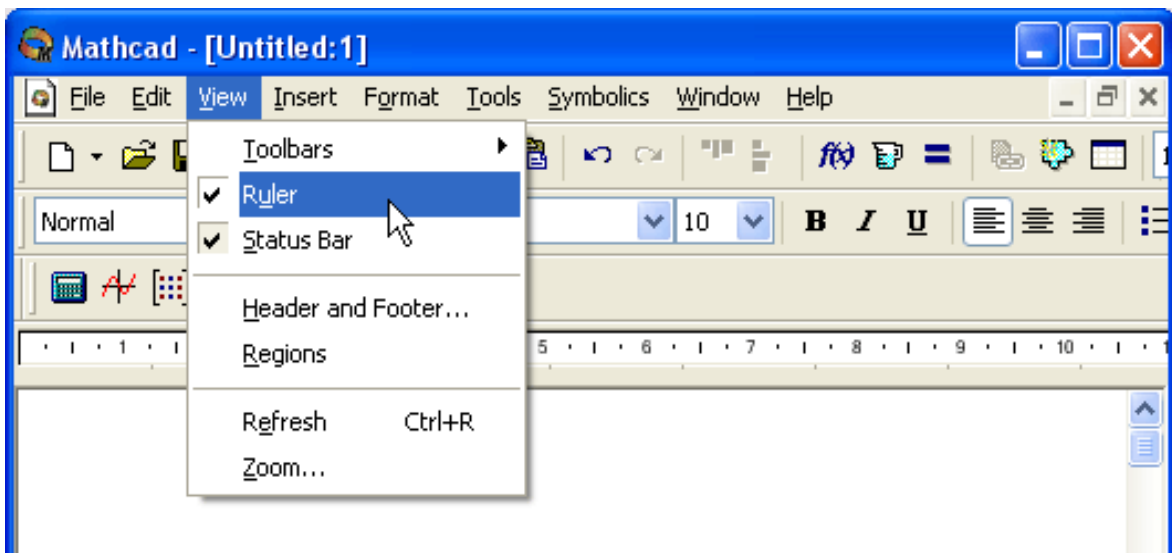 Mathcad - [Untitled:1]
File Edit View Insert Format Tools Symbolics Window Help
Toolbars
f(x) =
Ruler
Normal 10 B I U
Status Bar
Header and Footer...
1 5 6 7 8 9 10
Regions
Refresh Ctrl+R
Zoom...